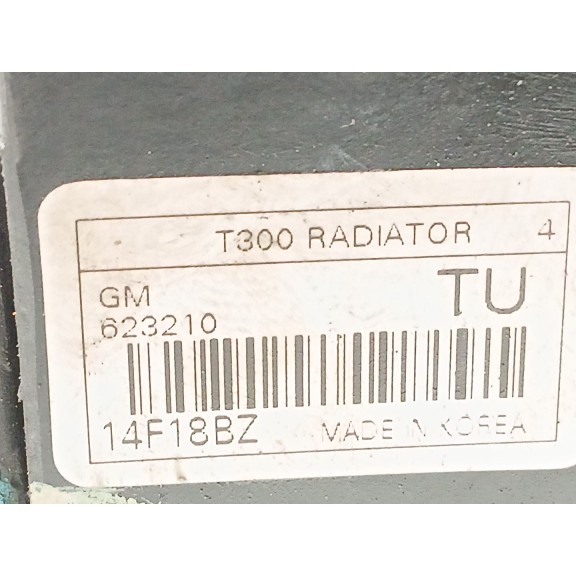 T300 RADIATOR 4
GM TU
623210
14F18BZ MADE IN KOREA